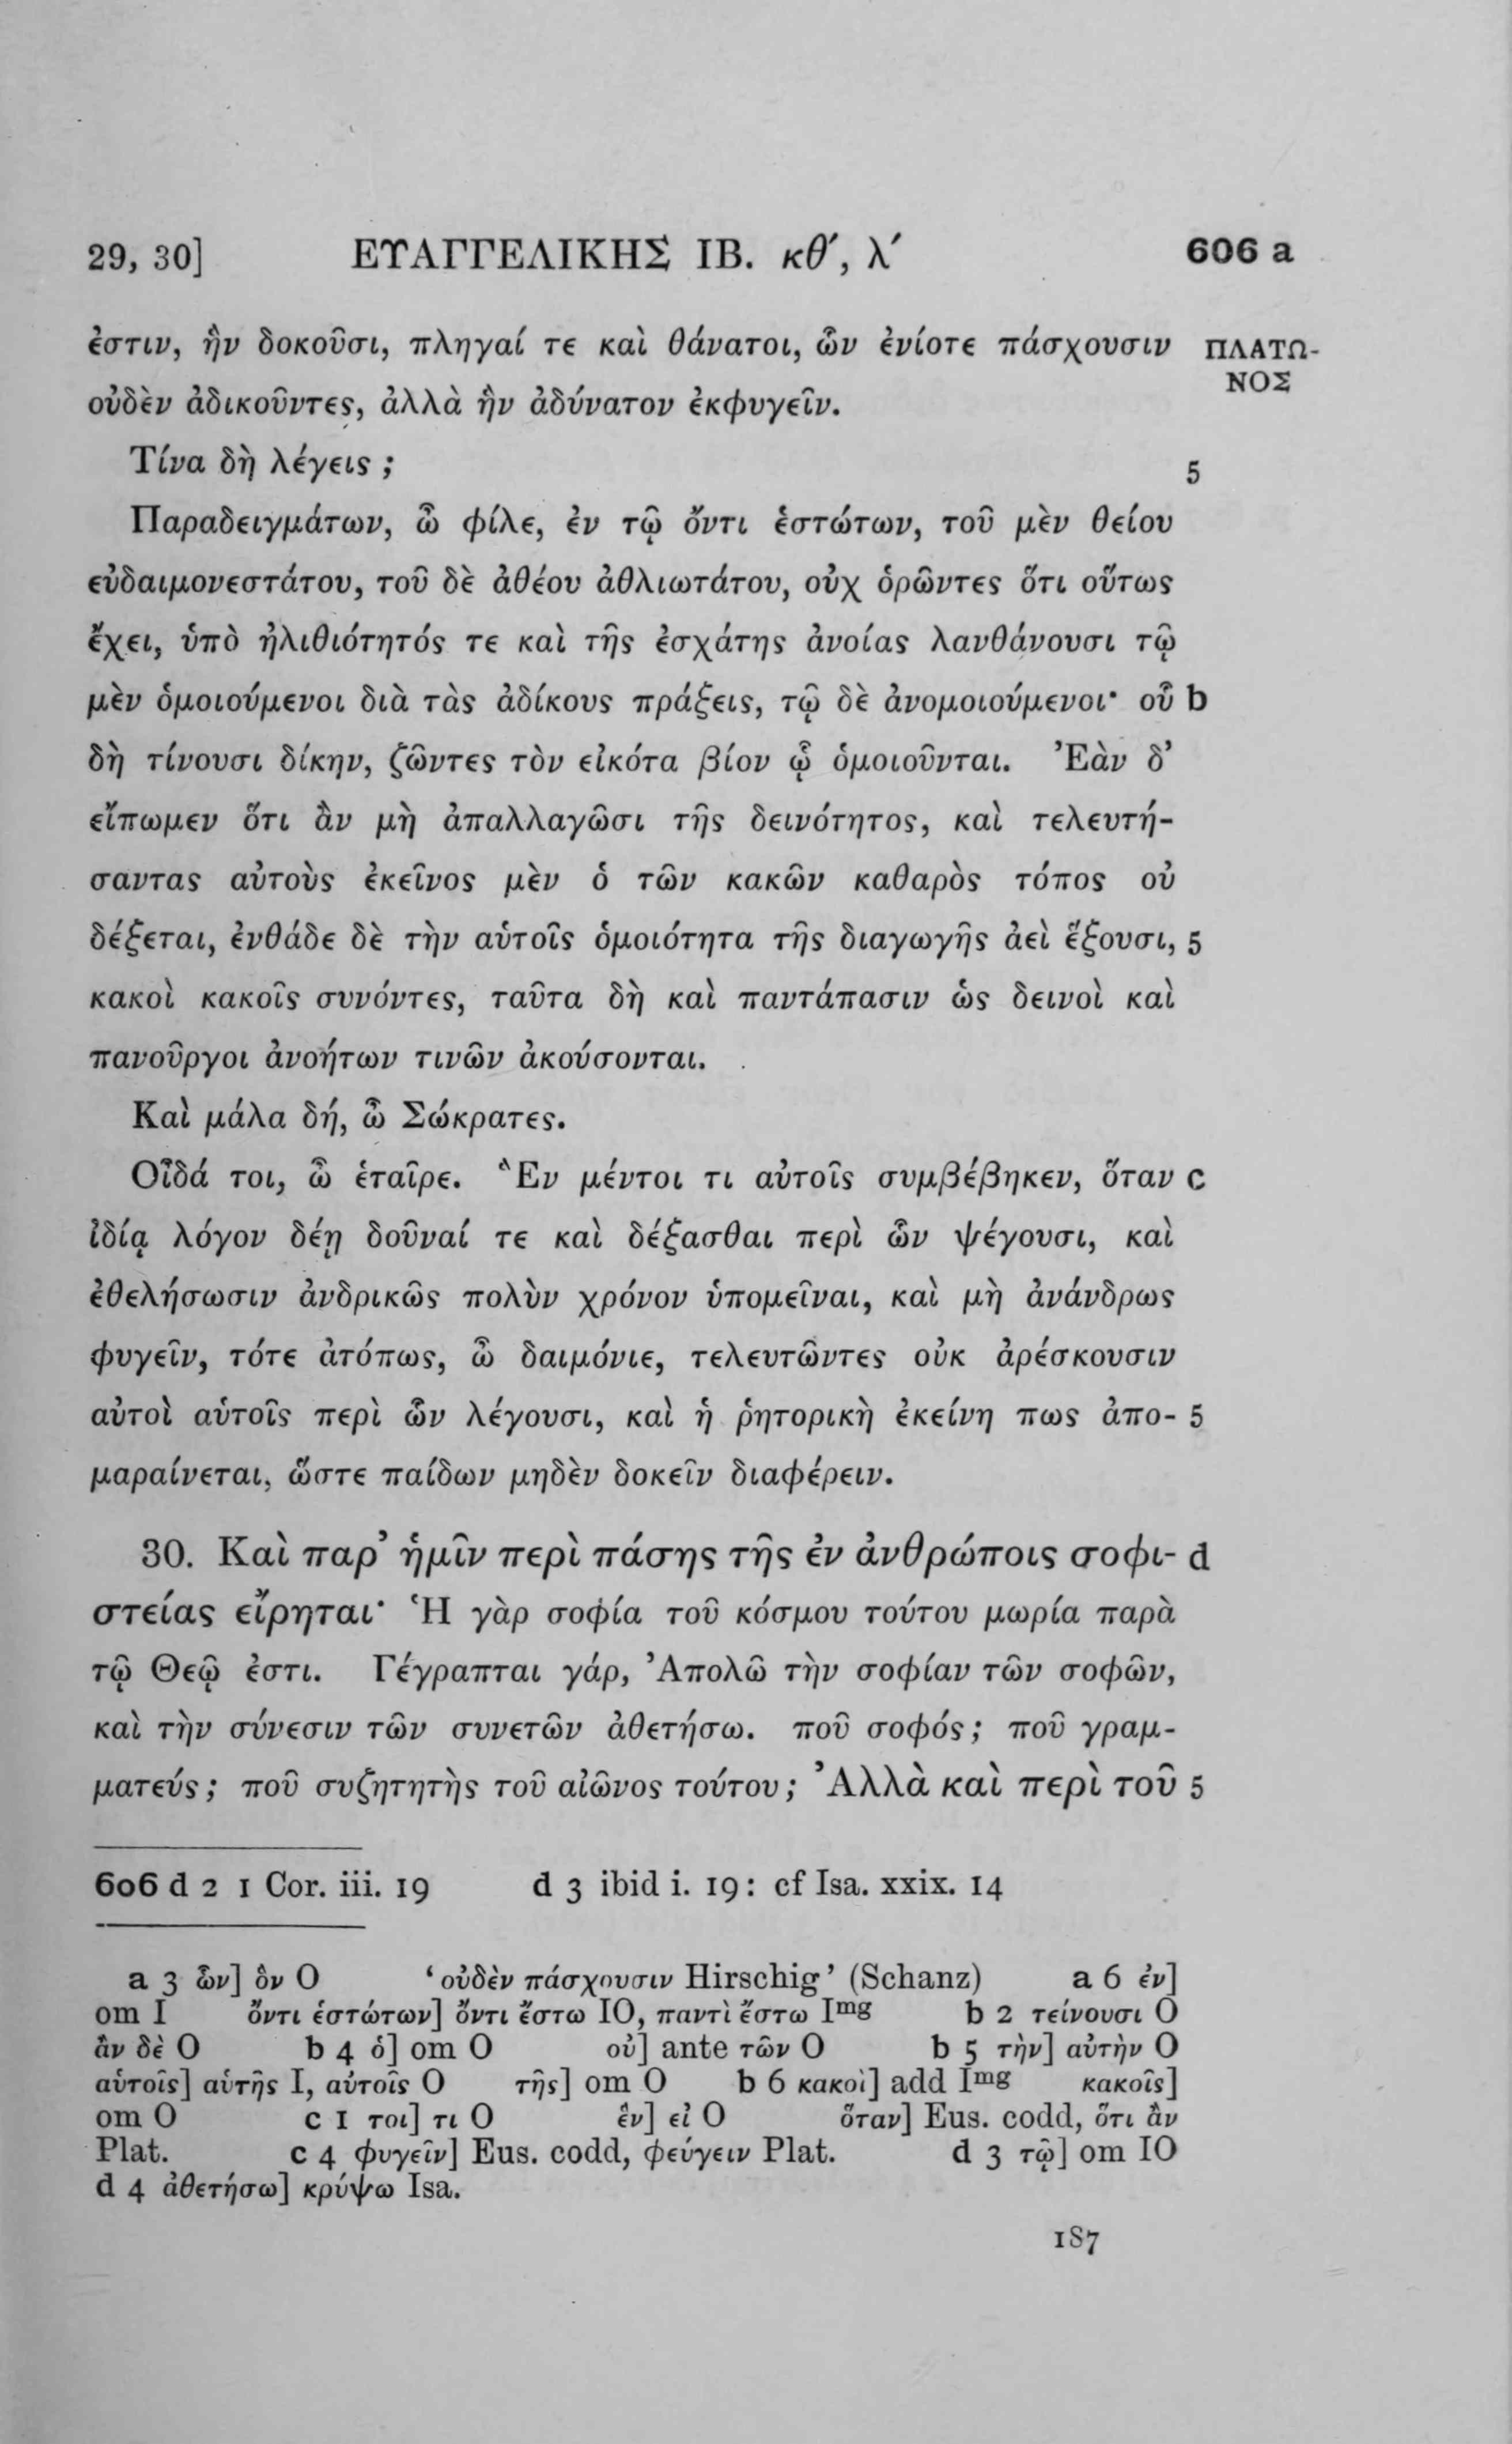 29, 30] ΕΥΑΓΓΕΛΙΚΗΣ ΙΒ. κθ´, λ´ 606 a
ἐστιν, ἣν δοκοῦσι, πληγαί τε καὶ θάνατοι, ὧν ἐνίοτε πάσχουσιν ΠΛΑΤΩ-
ΝΟΣ
οὐδὲν ἀδικοῦντες, ἀλλὰ ἣν ἀδύνατον ἐκφυγεῖν.
Τίνα δὴ λέγεις ; 5
Παραδειγμάτων, ὦ φίλε, ἐν τῷ ὄντι ἑστώτων, τοῦ μὲν θείου
εὐδαιμονεστάτου, τοῦ δὲ ἀθέου ἀθλιωτάτου, οὐχ ὁρῶντες ὅτι οὕτως
ἔχει, ὑπὸ ἠλιθιότητός τε καὶ τῆς ἐσχάτης ἀνοίας λανθάνουσι τῷ
μὲν ὁμοιούμενοι διὰ τὰς ἀδίκους πράξεις, τῷ δὲ ἀνομοιούμενοι· οὗ b
δὴ τίνουσι δίκην, ζῶντες τὸν εἰκότα βίον ᾧ ὁμοιοῦνται. Ἐὰν δ’
εἴπωμεν ὅτι ἂν μὴ ἀπαλλαγῶσι τῆς δεινότητος, καὶ τελευτή-
σαντας αὐτοὺς ἐκεῖνος μὲν ὁ τῶν κακῶν καθαρὸς τόπος οὐ
δέξεται, ἐνθάδε δὲ τὴν αὑτοῖς ὁμοιότητα τῆς διαγωγῆς ἀεὶ ἕξουσι, 5
κακοὶ κακοῖς συνόντες, ταῦτα δὴ καὶ παντάπασιν ὡς δεινοὶ καὶ
πανοῦργοι ἀνοήτων τινῶν ἀκούσονται.
Καὶ μάλα δή, ὦ Σώκρατες.
Οἶδά τοι, ὦ ἑταῖρε. Ἓν μέντοι τι αὐτοῖς συμβέβηκεν, ὅταν c
ἰδίᾳ λόγον δέῃ δοῦναί τε καὶ δέξασθαι περὶ ὧν ψέγουσι, καὶ
ἐθελήσωσιν ἀνδρικῶς πολὺν χρόνον ὑπομεῖναι, καὶ μὴ ἀνάνδρως
φυγεῖν, τότε ἀτόπως, ὦ δαιμόνιε, τελευτῶντες οὐκ ἀρέσκουσιν
αὐτοὶ αὑτοῖς περὶ ὧν λέγουσι, καὶ ἡ ῥητορικὴ ἐκείνη πως ἀπο- 5
μαραίνεται, ὥστε παίδων μηδὲν δοκεῖν διαφέρειν.
30. Καὶ παρ’ ἡμῖν περὶ πάσης τῆς ἐν ἀνθρώποις σοφι- d
στείας εἴρηται· Ἡ γὰρ σοφία τοῦ κόσμου τούτου μωρία παρὰ
τῷ Θεῷ ἐστι. Γέγραπται γάρ, Ἀπολῶ τὴν σοφίαν τῶν σοφῶν,
καὶ τὴν σύνεσιν τῶν συνετῶν ἀθετήσω. ποῦ σοφός ; ποῦ γραμ-
ματεύς ; ποῦ συζητητὴς τοῦ αἰῶνος τούτου ; Ἀλλὰ καὶ περὶ τοῦ 5
606 d 2 1 Cor. iii. 19 d 3 ibid i. 19 : cf Isa. xxix. 14
a 3 ὧν] ὃν O ‘οὐδὲν πάσχουσιν Hirschig’ (Schanz) a 6 ἐν]
om I ὄντι ἑστώτων] ὄντι ἔστω IO, παντὶ ἔστω Img b 2 τείνουσι O
ἂν δὲ O b 4 ὁ] om O οὐ] ante τῶν O b 5 τὴν] αὐτὴν O
αὑτοῖς] αὑτῆς I, αὐτοῖς O τῆς] om O b 6 κακοὶ] add Img κακοῖς]
om O c 1 τοι] τι O ἓν] εἰ O ὅταν] Eus. codd, ὅτι ἂν
Plat. c 4 φυγεῖν] Eus. codd, φεύγειν Plat. d 3 τῷ] om IO
d 4 ἀθετήσω] κρύψω Isa.
187